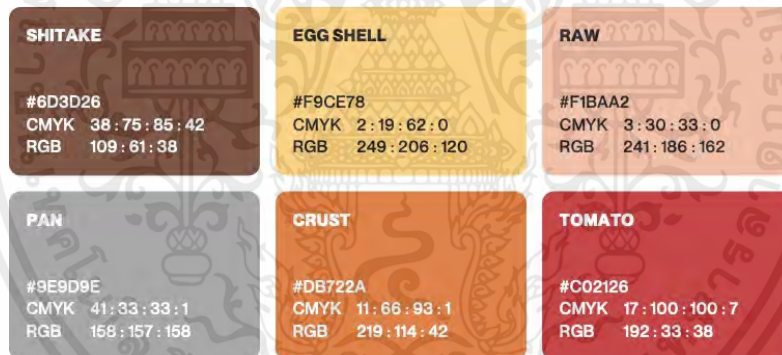 SHITAKE
#6D3D26
CMYK 38 : 75 : 85 : 42
RGB 109 : 61 : 38
EGG SHELL
#F9CE78
CMYK 2 : 19 : 62 : 0
RGB 249 : 206 : 120
RAW
#F1BAA2
CMYK 3 : 30 : 33 : 0
RGB 241 : 186 : 162
PAN
#9E9D9E
CMYK 41 : 33 : 33 : 1
RGB 158 : 157 : 158
CRUST
#DB722A
CMYK 11 : 66 : 93 : 1
RGB 219 : 114 : 42
TOMATO
#C02126
CMYK 17 : 100 : 100 : 7
RGB 192 : 33 : 38